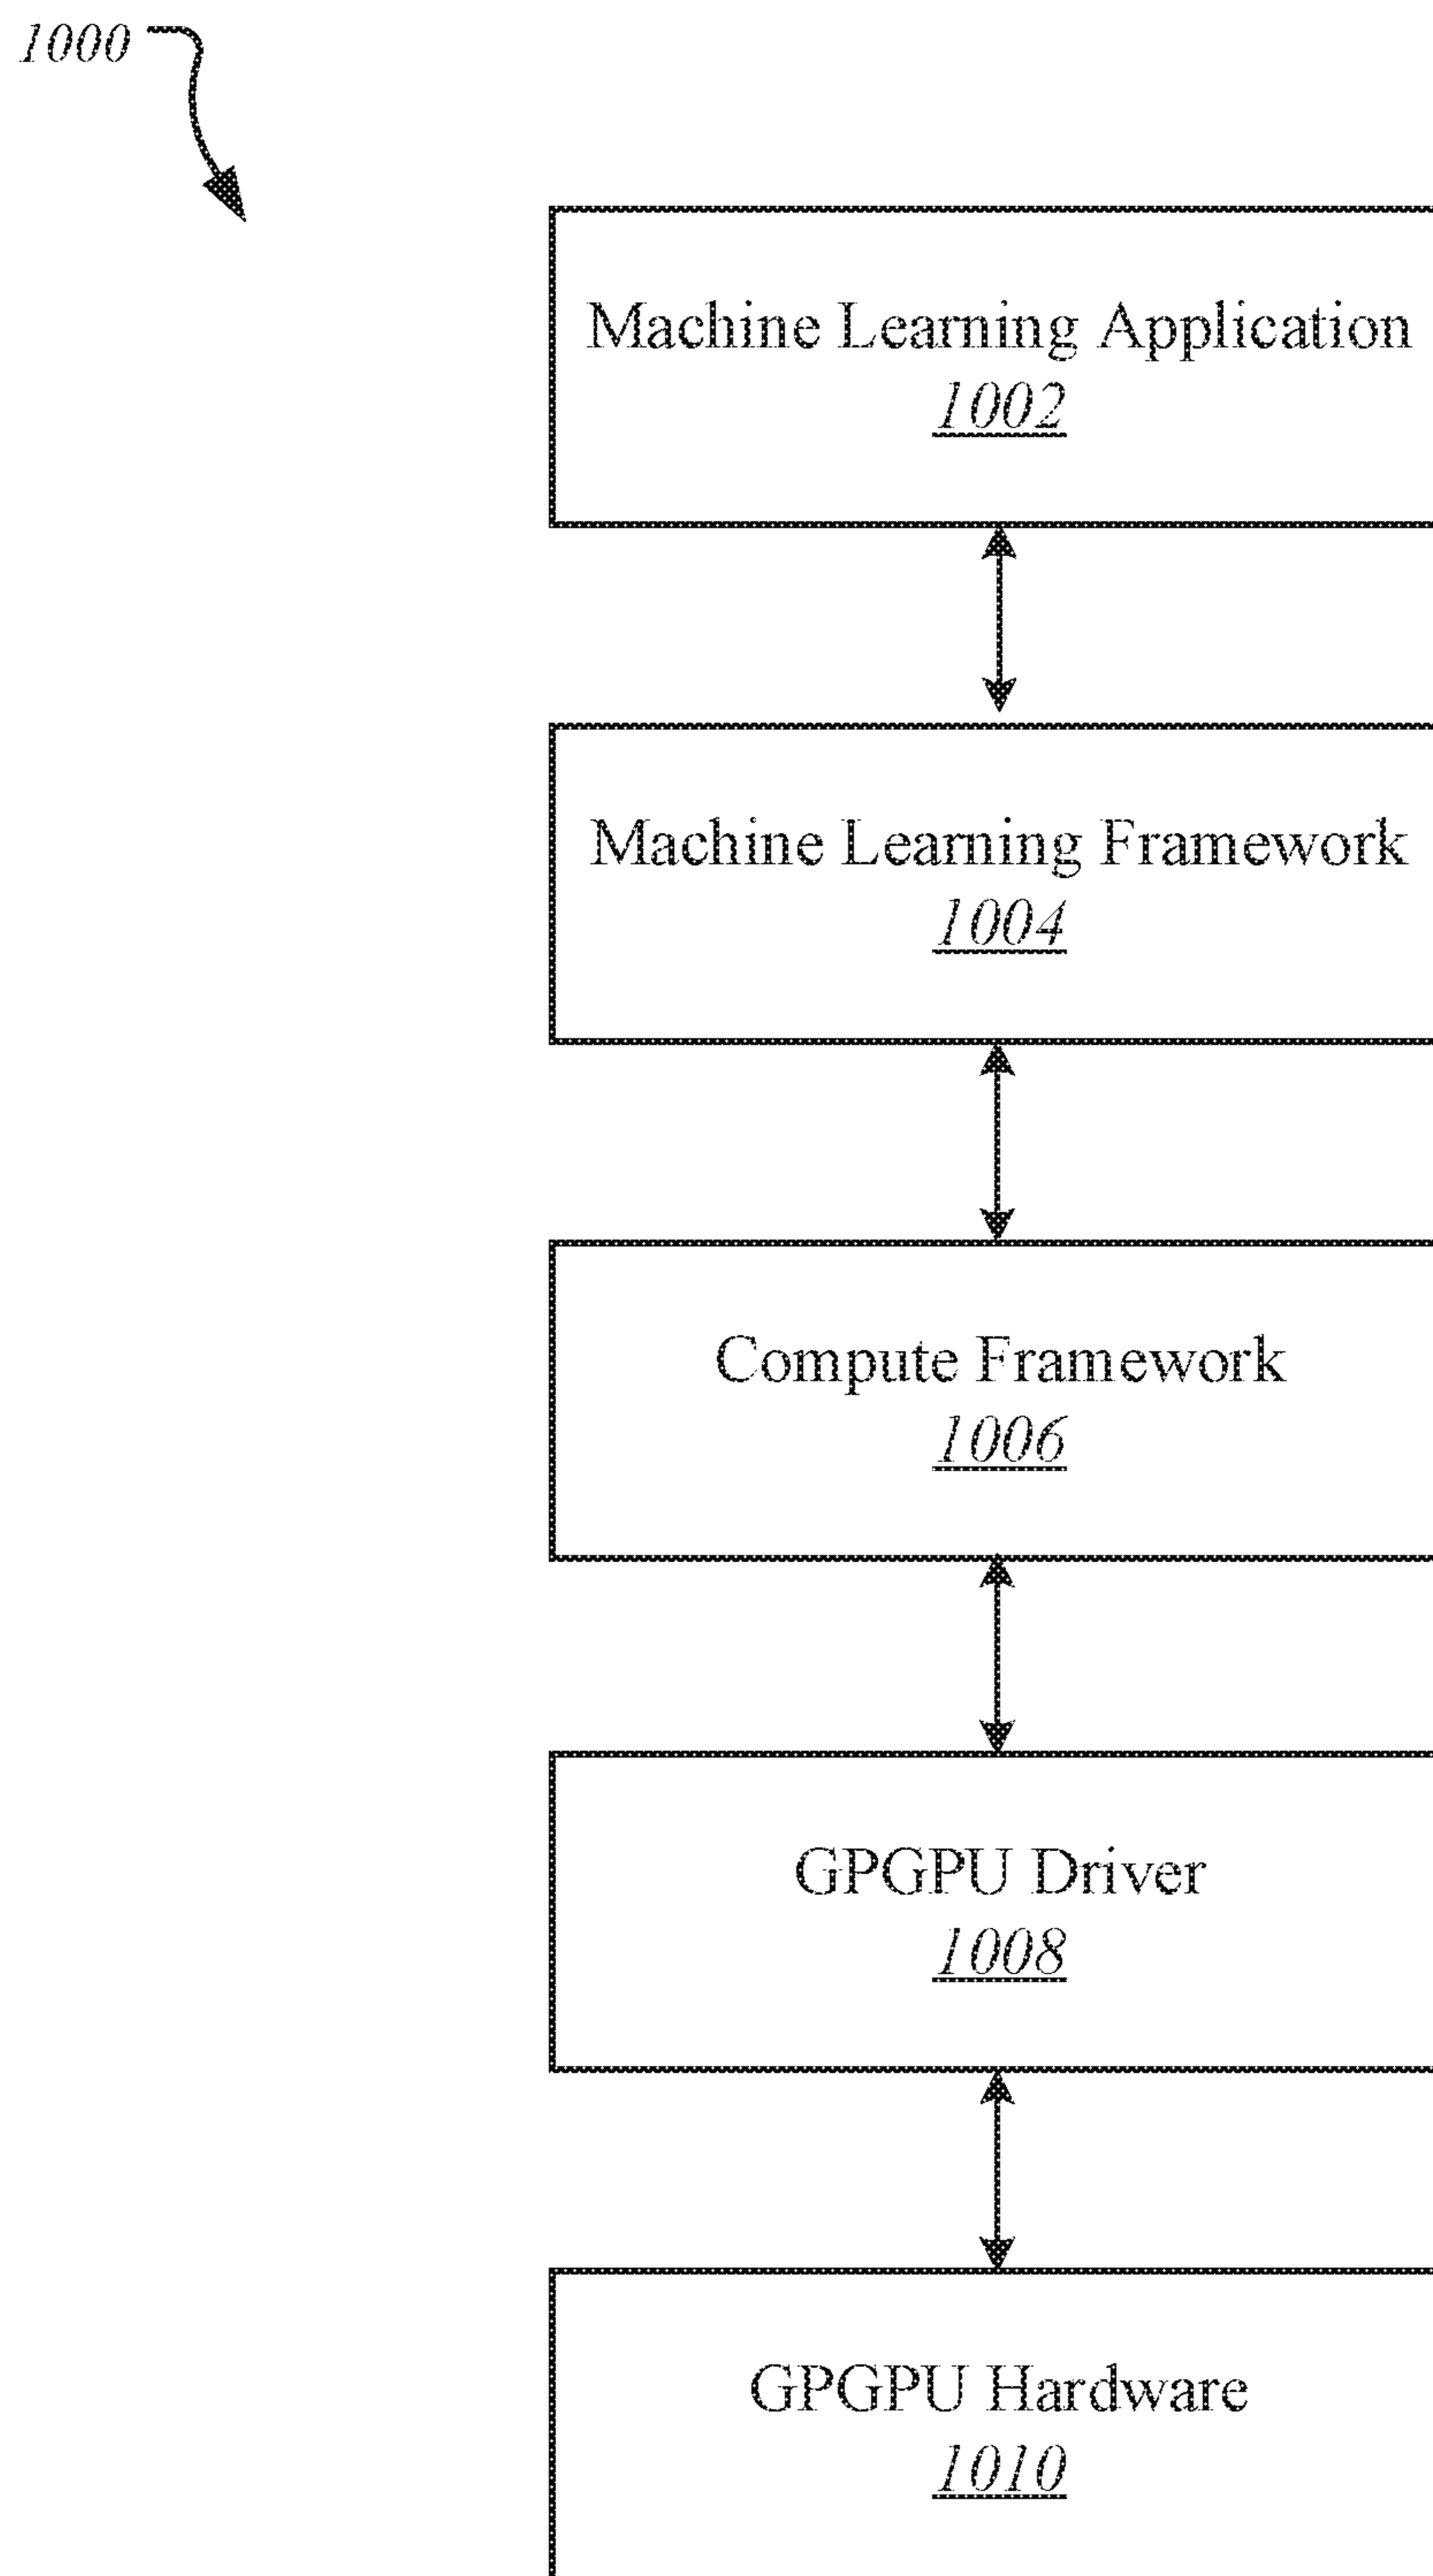 1000
Machine Learning Application
1002
Machine Learning Framework
1004
Compute Framework
1006
GPGPU Driver
1008
GPGPU Hardware
1010